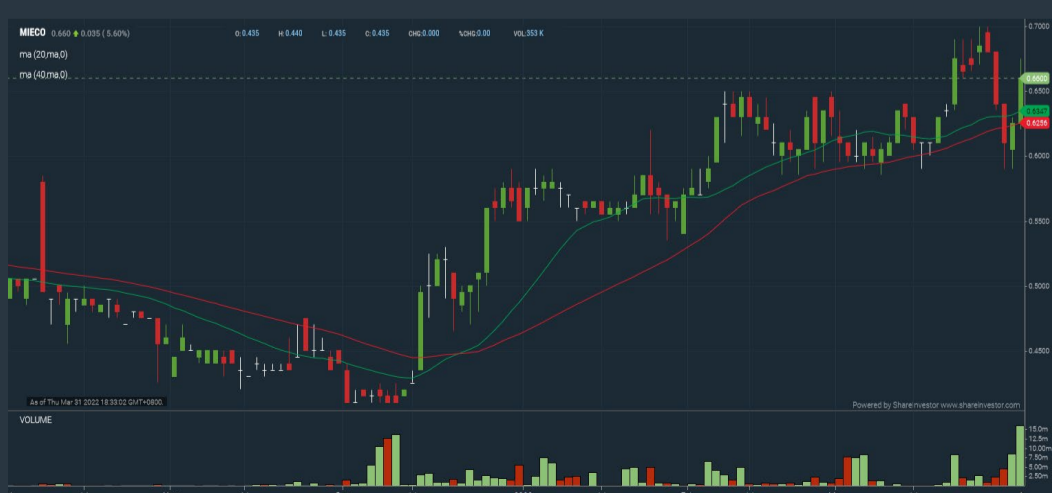 MIECO 0.660 0.035 ( 5.60%) O: 0.435 H: 0.440 L: 0.435 C: 0.435 CHG:0.000 %CHG:0.00 VOL:353 K
ma (20,ma,0)
ma (40,ma,0)
0.7000
0.6600
0.6500
0.6347
0.6256
0.6000
0.5500
0.5000
0.4500
As of Thu Mar 31 2022 18:33:02 GMT+0800.
Powered by ShareInvestor www.shareinvestor.com
VOLUME
15.0m
12.5m
10.00m
7.50m
5.00m
2.50m